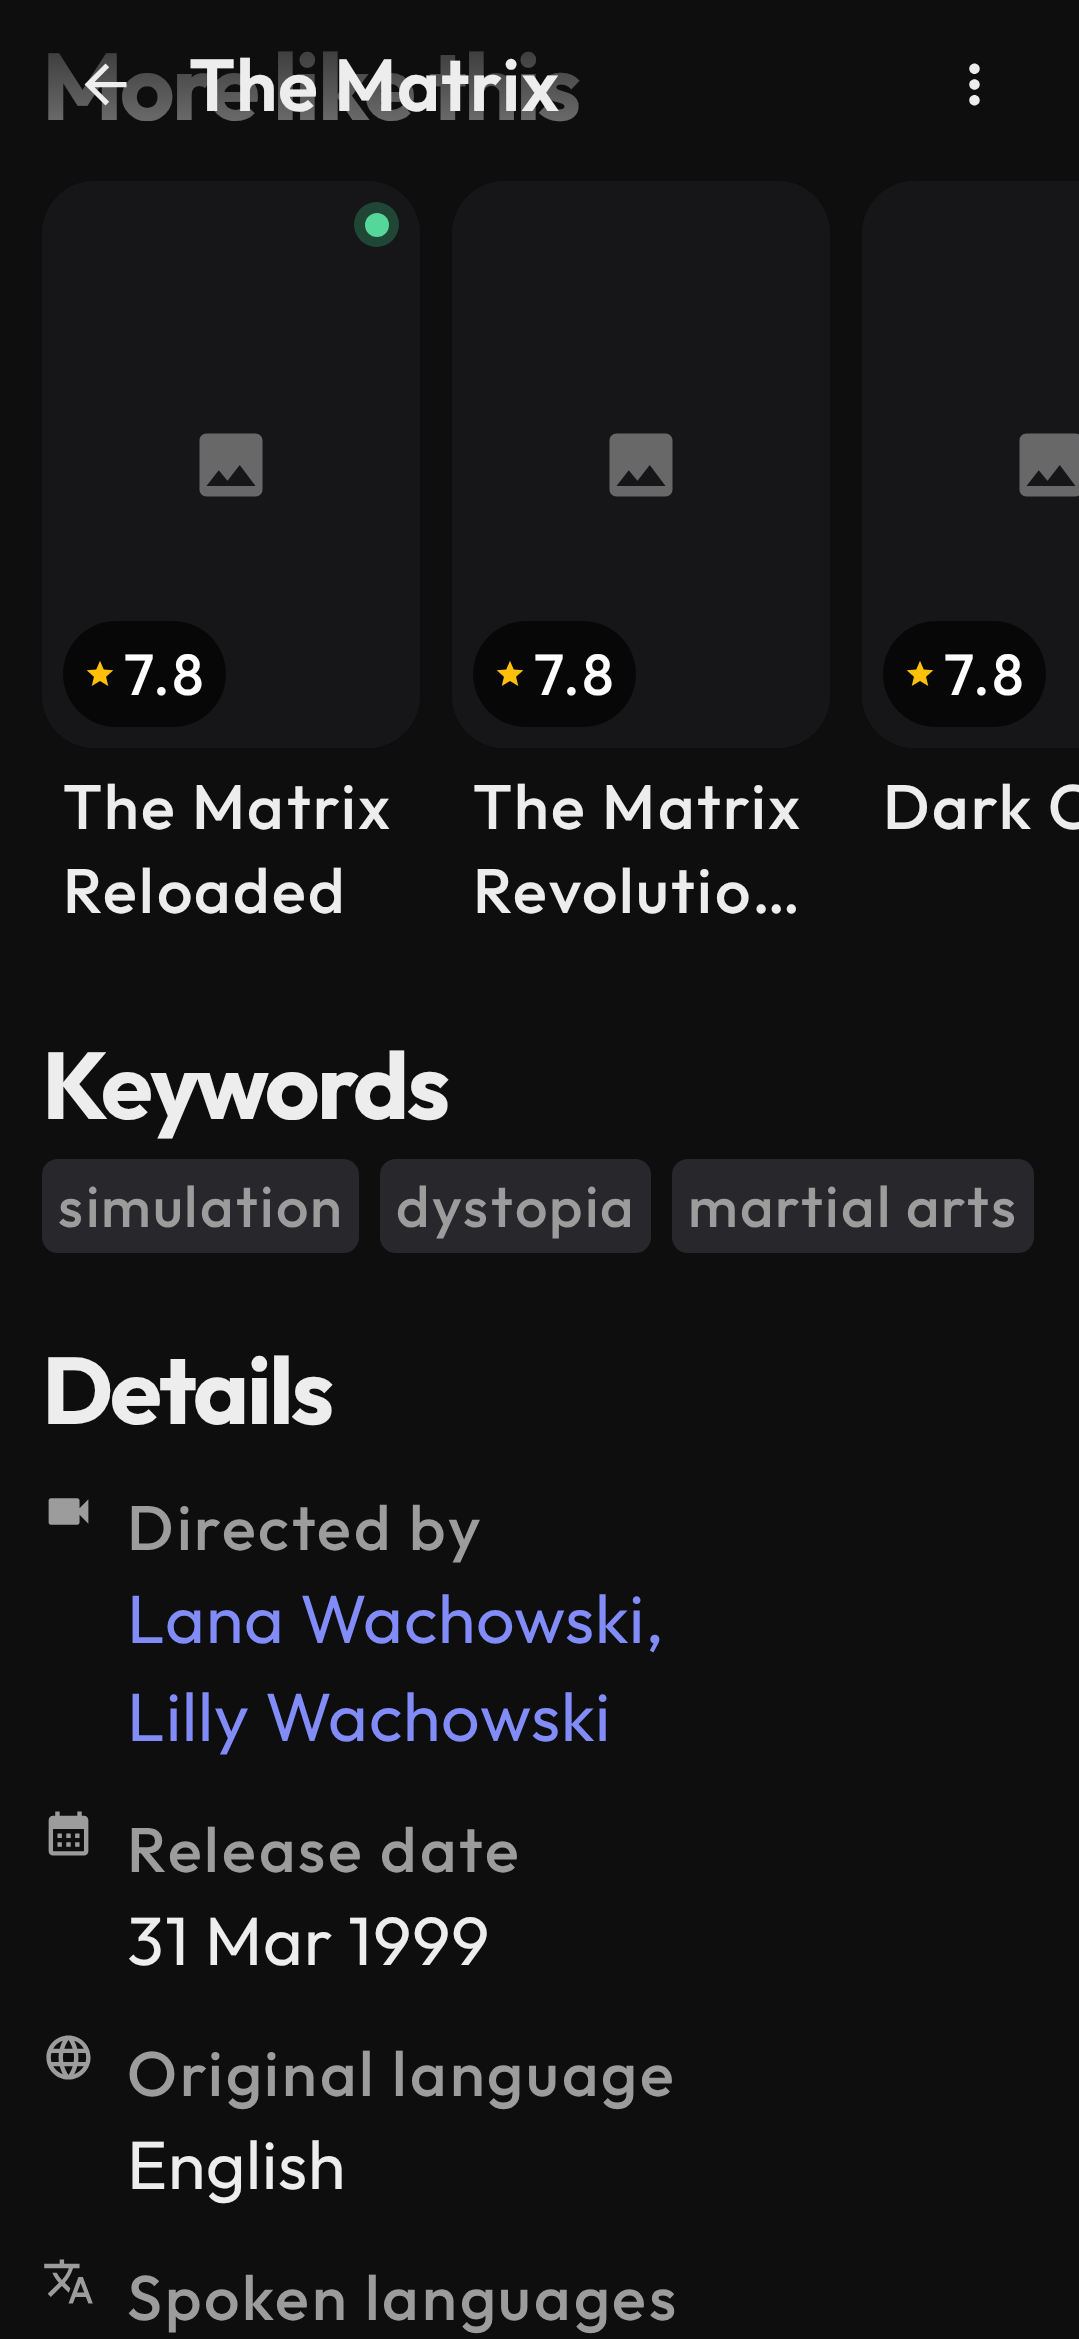 More like this
The Matrix
7.8
7.8
7.8
The Matrix
Reloaded
The Matrix
Revolutio...
Dark
Keywords
simulation
dystopia
martial arts
Details
Directed by
Lana Wachowski,
Lilly Wachowski
Release date
31 Mar 1999
Original language
English
Spoken languages